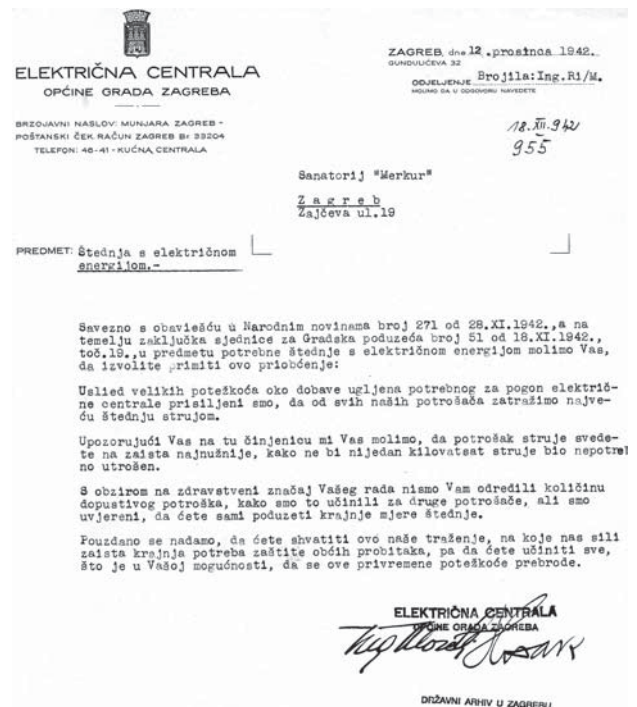 ELEKTRIČNA CENTRALA
OPĆINE GRADA ZAGREBA
BRZOJAVNI NASLOV: MUNJARA ZAGREB -
POŠTANSKI ČEK RAČUN ZAGREB Br 33204
TELEFON: 46-41 - KUĆNA CENTRALA
ZAGREB, dne 12.prosinca 1942.
GUNDULIĆEVA 32
ODJELJENJE Brojila:Ing.Ri/M.
MOLIMO DA U ODGOVORU NAVEDETE
18.XII.942
955
Sanatorij "Merkur"
Zagreb
Zajčeva ul.19
PREDMET: Štednja s električnom
energijom.-
Savezno s obaviešću u Narodnim novinama broj 271 od 28.XI.1942.,a na
temelju zaključka sjednice za Gradska poduzeća broj 51 od 18.XI.1942.,
toč.19.,u predmetu potrebne štednje s električnom energijom molimo Vas,
da izvolite primiti ovo priobćenje:
Uslied velikih potežkoća oko dobave ugljena potrebnog za pogon električ-
ne centrale prisiljeni smo, da od svih naših potrošača zatražimo najve-
ću štednju strujom.
Upozorujući Vas na tu činjenicu mi Vas molimo, da potrošak struje svede-
te na zaista najnužnije, kako ne bi nijedan kilovatsat struje bio nepotreb
no utrošen.
S obzirom na zdravstveni značaj Vašeg rada nismo Vam odredili količinu
dopustivog potroška, kako smo to učinili za druge potrošače, ali smo
uvjereni, da ćete sami poduzeti krajnje mjere štednje.
Pouzdano se nadamo, da ćete shvatiti ovo naše traženje, na koje nas sili
zaista krajnja potreba zaštite obćih probitaka, pa da ćete učiniti sve,
što je u Vašoj mogućnosti, da se ove privremene potežkoće prebrode.
ELEKTRIČNA CENTRALA
OPĆINE GRADA ZAGREBA
DRŽAVNI ARHIV U ZAGREBU